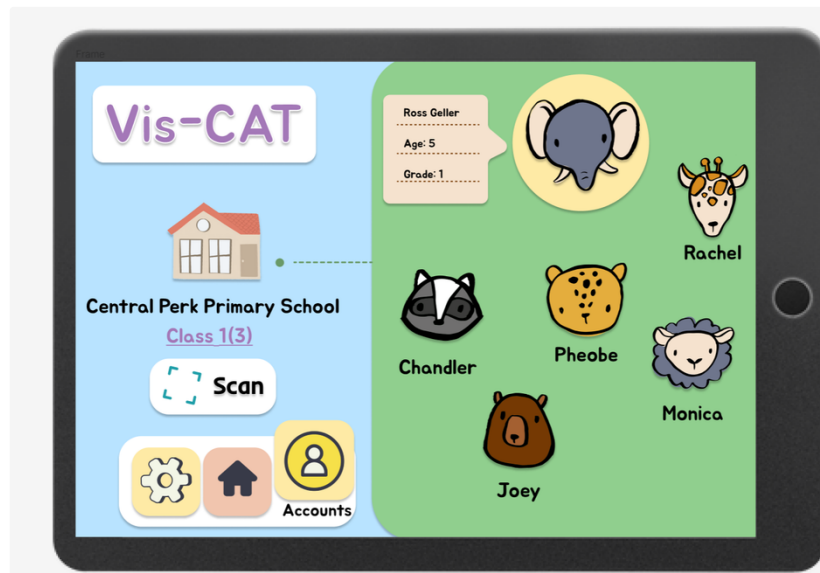 Frame
Vis-CAT
Central Perk Primary School
Class 1(3)
Scan
Accounts
Ross Geller
Age: 5
Grade: 1
Rachel
Chandler
Pheobe
Monica
Joey